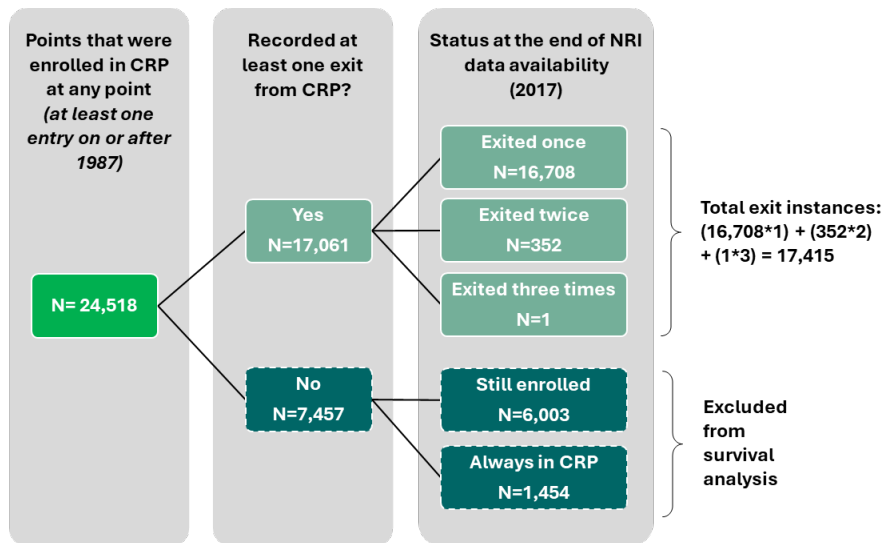 Points that were
enrolled in CRP
at any point
(at least one
entry on or after
1987)
N= 24,518
Recorded at
least one exit
from CRP?
Yes
N=17,061
No
N=7,457
Status at the end of NRI
data availability
(2017)
Exited once
N=16,708
Exited twice
N=352
Exited three times
N=1
Still enrolled
N=6,003
Always in CRP
N=1,454
Total exit instances:
(16,708*1) + (352*2)
+ (1*3) = 17,415
Excluded
from
survival
analysis